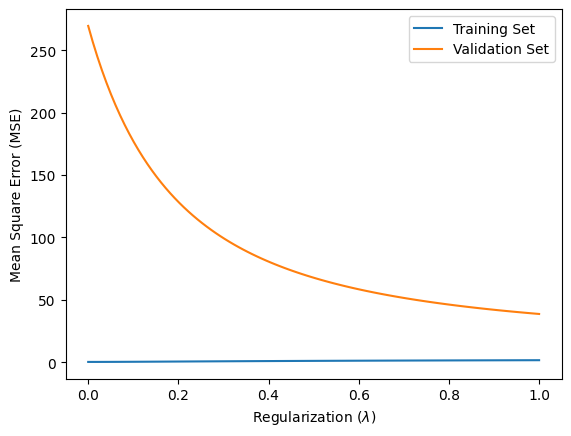 Training Set
Validation Set
Mean Square Error (MSE)
250
200
150
100
50
0
0.0 0.2 0.4 0.6 0.8 1.0
Regularization (λ)